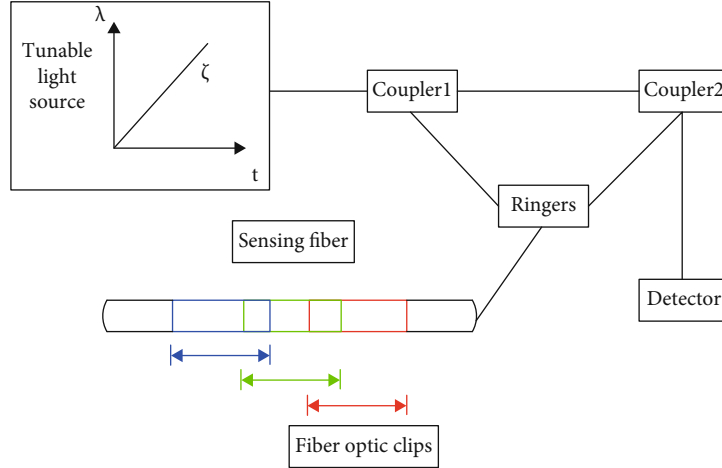 λ
Tunable
light
source
ζ
t
Coupler1
Coupler2
Ringers
Sensing fiber
Detector
Fiber optic clips